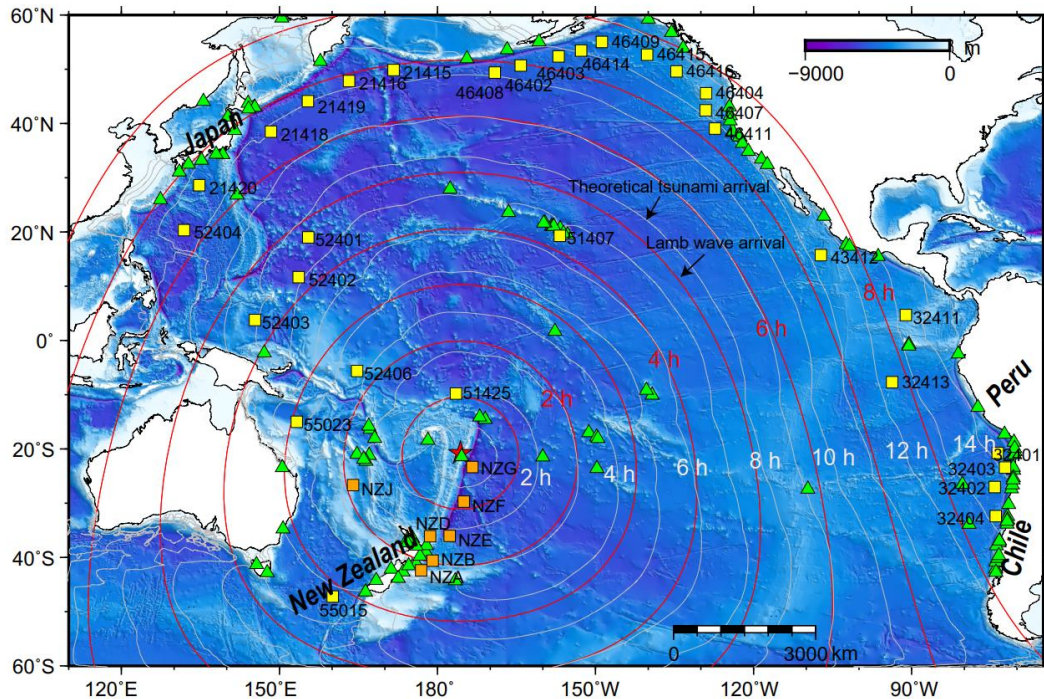 60°N
40°N
20°N
0°
20°S
40°S
60°S
120°E
150°E
180°
150°W
120°W
90°W
−9000
0
m
46409
46415
46414
46403
46402
46408
46416
21415
21416
21419
21418
46404
46407
46411
Japan
21420
52404
52401
52402
52403
52406
Theoretical tsunami arrival
51407
Lamb wave arrival
43412
8 h
32411
6 h
4 h
2 h
32413
Peru
51425
55023
NZG
NZJ
NZF
NZD
NZE
NZB
NZA
New Zealand
55015
2 h
4 h
6 h
8 h
10 h
12 h
14 h
32401
32403
32402
32404
Chile
0
3000 km